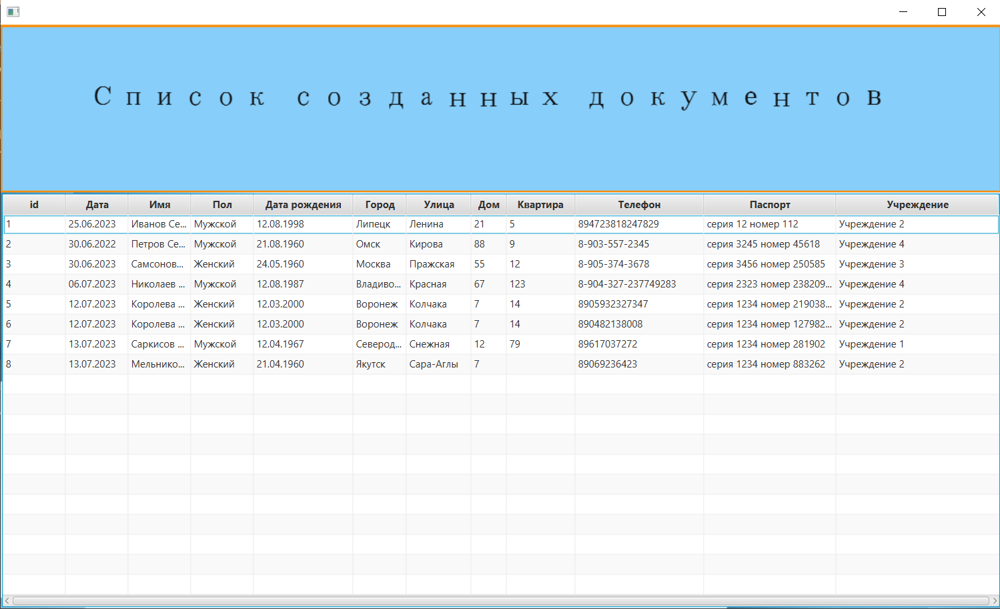 Список созданных документов
id Дата Имя Пол Дата рождения Город Улица Дом Квартира Телефон Паспорт Учреждение
1 25.06.2023 Иванов Се... Мужской 12.08.1998 Липецк Ленина 21 5 894723818247829 серия 12 номер 112 Учреждение 2
2 30.06.2022 Петров Се... Мужской 21.08.1960 Омск Кирова 88 9 8-903-557-2345 серия 3245 номер 45618 Учреждение 4
3 30.06.2023 Самсонов... Женский 24.05.1960 Москва Пражская 55 12 8-905-374-3678 серия 3456 номер 250585 Учреждение 3
4 06.07.2023 Николаев ... Мужской 12.08.1987 Владиво... Красная 67 123 8-904-327-237749283 серия 2323 номер 238209... Учреждение 4
5 12.07.2023 Королева ... Женский 12.03.2000 Воронеж Колчака 7 14 8905932327347 серия 1234 номер 219038... Учреждение 2
6 12.07.2023 Королева ... Женский 12.03.2000 Воронеж Колчака 7 14 890482138008 серия 1234 номер 127982... Учреждение 2
7 13.07.2023 Саркисов ... Мужской 12.04.1967 Северод... Снежная 12 79 89617037272 серия 1234 номер 281902 Учреждение 1
8 13.07.2023 Мельнико... Женский 21.04.1960 Якутск Сара-Аглы 7 89069236423 серия 1234 номер 883262 Учреждение 2